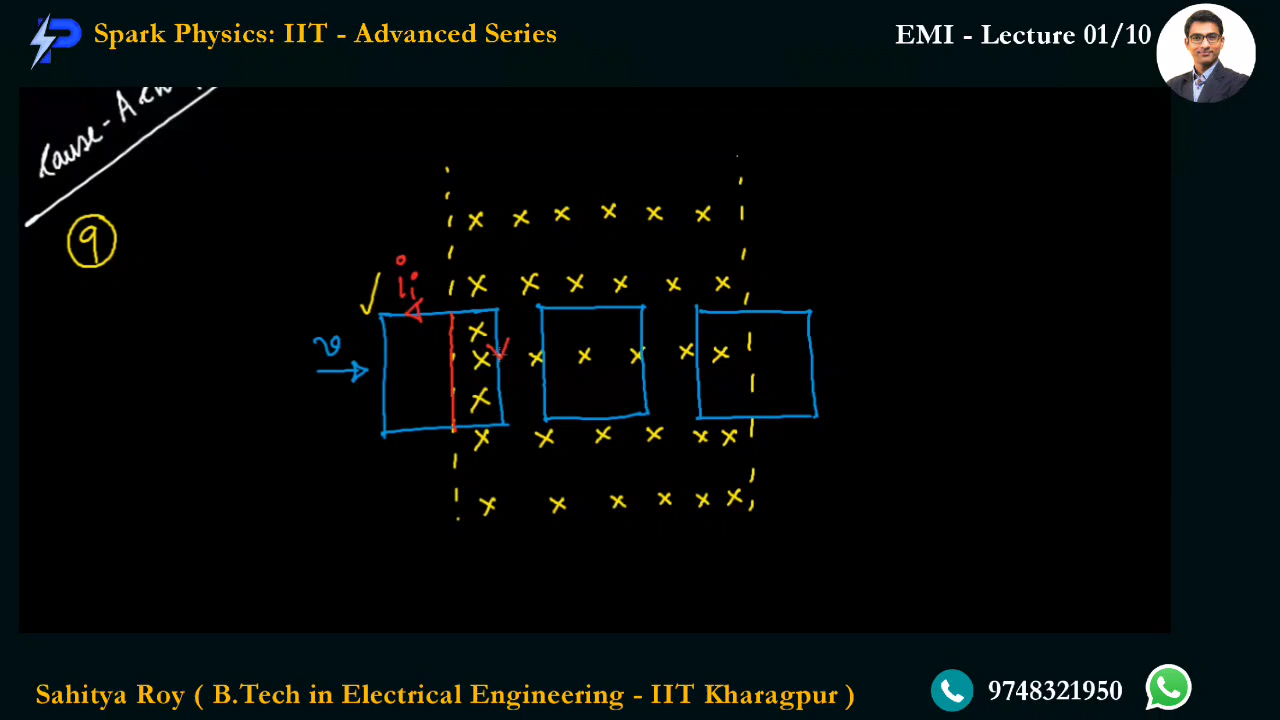 Spark Physics: IIT - Advanced Series
EMI - Lecture 01/10
Cause -
9
i
i
v
x x x x x x
x x x x x x
x
x x x x x x
x
x x x x x x
x x x x x x
Sahitya Roy ( B.Tech in Electrical Engineering - IIT Kharagpur )
9748321950